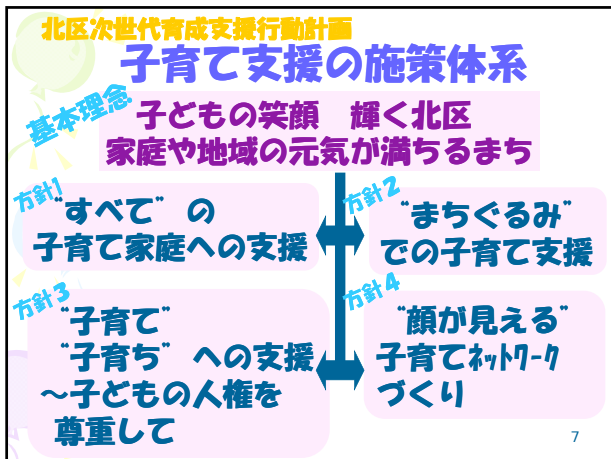 北区次世代育成支援行動計画
子育て支援の施策体系
基本理念
子どもの笑顔　輝く北区
家庭や地域の元気が満ちるまち
方針1
“すべて”の
子育て家庭への支援
方針2
“まちぐるみ”
での子育て支援
方針3
“子育て”
“子育ち”への支援
～子どもの人権を
尊重して
方針4
“顔が見える”
子育てﾈｯﾄﾜｰｸ
づくり
7